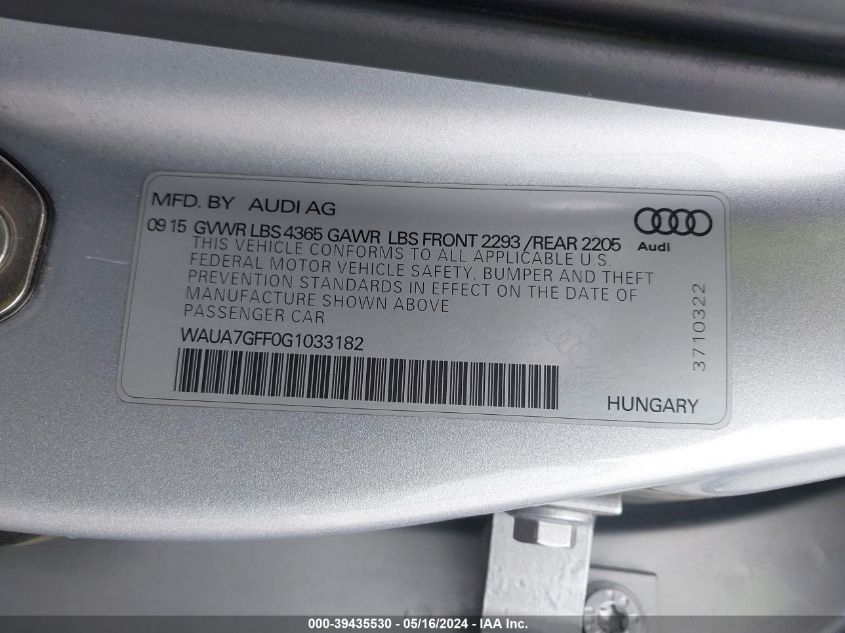 MFD. BY AUDI AG
09 15 GVWR LBS 4365 GAWR LBS FRONT 2293 /REAR 2205
THIS VEHICLE CONFORMS TO ALL APPLICABLE U.S.
FEDERAL MOTOR VEHICLE SAFETY, BUMPER AND THEFT
PREVENTION STANDARDS IN EFFECT ON THE DATE OF
MANUFACTURE SHOWN ABOVE
PASSENGER CAR
WAUA7GFF0G1033182
Audi
3710322
HUNGARY
000-39435530 - 05/16/2024 - IAA Inc.